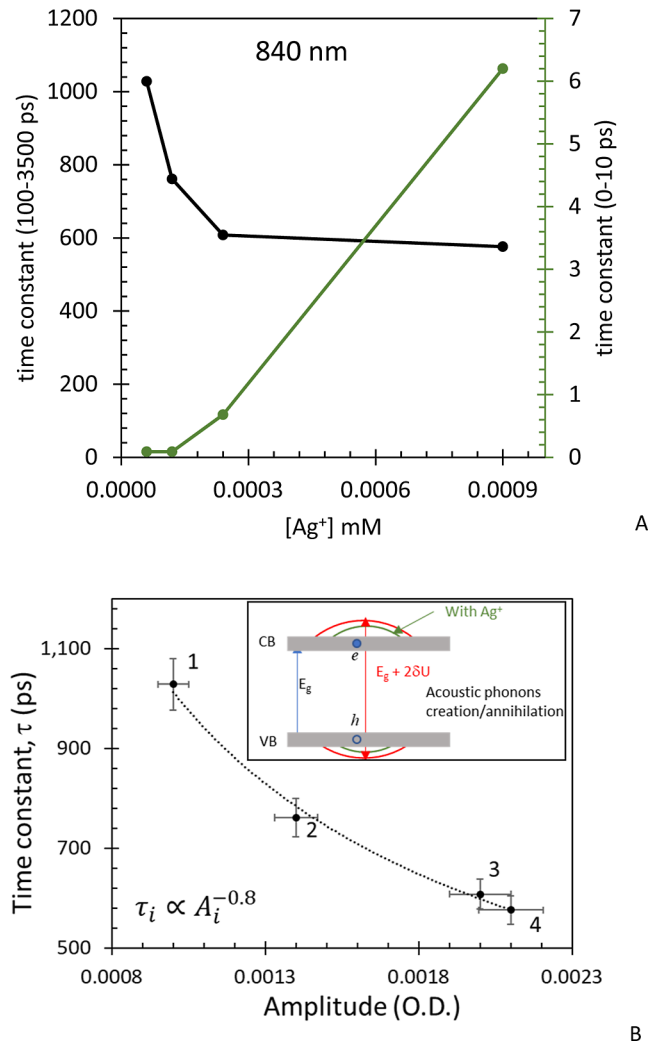 840 nm
time constant (100-3500 ps)
1200
1000
800
600
400
200
0
time constant (0-10 ps)
7
6
5
4
3
2
1
0
0.0000
0.0003
0.0006
0.0009
[Ag⁺] mM
A
Time constant, τ (ps)
1,100
900
700
500
1
2
3
4
With Ag⁺
CB
e
E_g
E_g + 2δU
Acoustic phonons
creation/annihilation
h
VB
τ_i ∝ A_i^{-0.8}
0.0008
0.0013
0.0018
0.0023
Amplitude (O.D.)
B